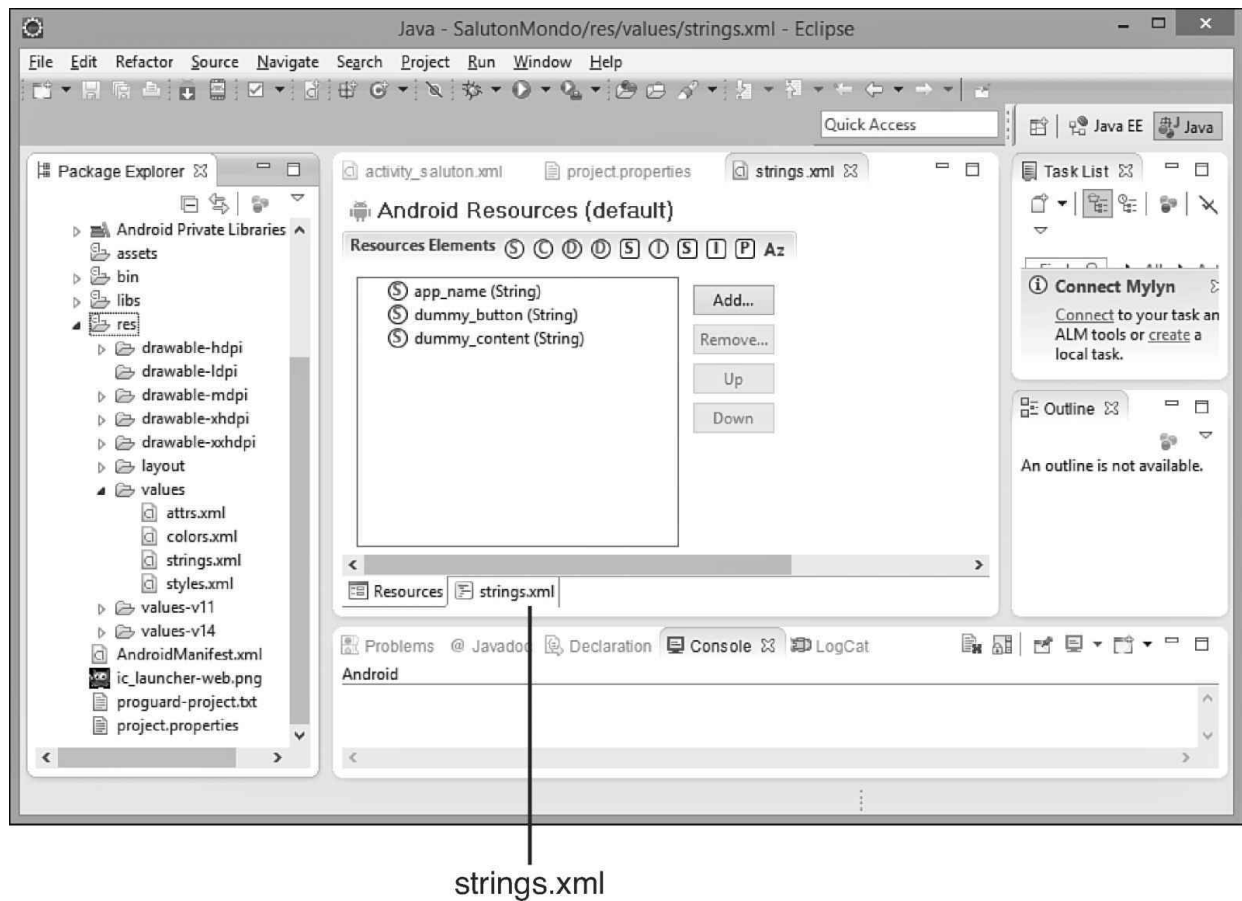 Java - SalutonMondo/res/values/strings.xml - Eclipse
File Edit Refactor Source Navigate Search Project Run Window Help
Quick Access
Java EE
Java
Package Explorer
Android Private Libraries
assets
bin
libs
res
drawable-hdpi
drawable-ldpi
drawable-mdpi
drawable-xhdpi
drawable-xxhdpi
layout
values
attrs.xml
colors.xml
strings.xml
styles.xml
values-v11
values-v14
AndroidManifest.xml
ic_launcher-web.png
proguard-project.txt
project.properties
activity_saluton.xml
project.properties
strings.xml
Android Resources (default)
Resources Elements S C D D S I S I P Az
S app_name (String)
S dummy_button (String)
S dummy_content (String)
Add...
Remove...
Up
Down
Resources
strings.xml
Task List
Connect Mylyn
Connect to your task an
ALM tools or create a
local task.
Outline
An outline is not available.
Problems @ Javadoc Declaration Console LogCat
Android
strings.xml